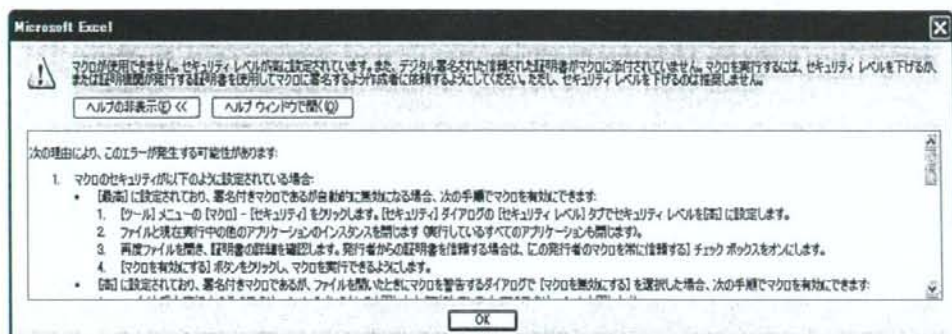 Microsoft Excel
マクロが使用できません。セキュリティ レベルが高に設定されています。また、デジタル署名された信頼された証明書がマクロに添付されていません。マクロを実行するには、セキュリティ レベルを下げるか、
または証明機関が発行する証明書を使用してマクロに署名するよう作成者に依頼するようにしてください。ただし、セキュリティ レベルを下げるのは推奨しません。
ヘルプの非表示(E) << ヘルプ ウィンドウで開く(O)
次の理由により、このエラーが発生する可能性があります:
1. マクロのセキュリティが以下のように設定されている場合:
• [最高] に設定されており、署名付きマクロであるが自動的に無効になる場合、次の手順でマクロを有効にできます:
1. [ツール] メニューの [マクロ] - [セキュリティ] をクリックします。[セキュリティ] ダイアログの [セキュリティ レベル] タブでセキュリティ レベルを [高] に設定します。
2. ファイルと現在実行中の他のアプリケーションのインスタンスを閉じます (実行しているすべてのアプリケーションも閉じます)。
3. 再度ファイルを開き、証明書の詳細を確認します。発行者からの証明書を信頼する場合は、[この発行者のマクロを常に信頼する] チェック ボックスをオンにします。
4. [マクロを有効にする] ボタンをクリックし、マクロを実行できるようにします。
• [高] に設定されており、署名付きマクロであるが、ファイルを開いたときにマクロを警告するダイアログで [マクロを無効にする] を選択した場合、次の手順でマクロを有効にできます:
OK